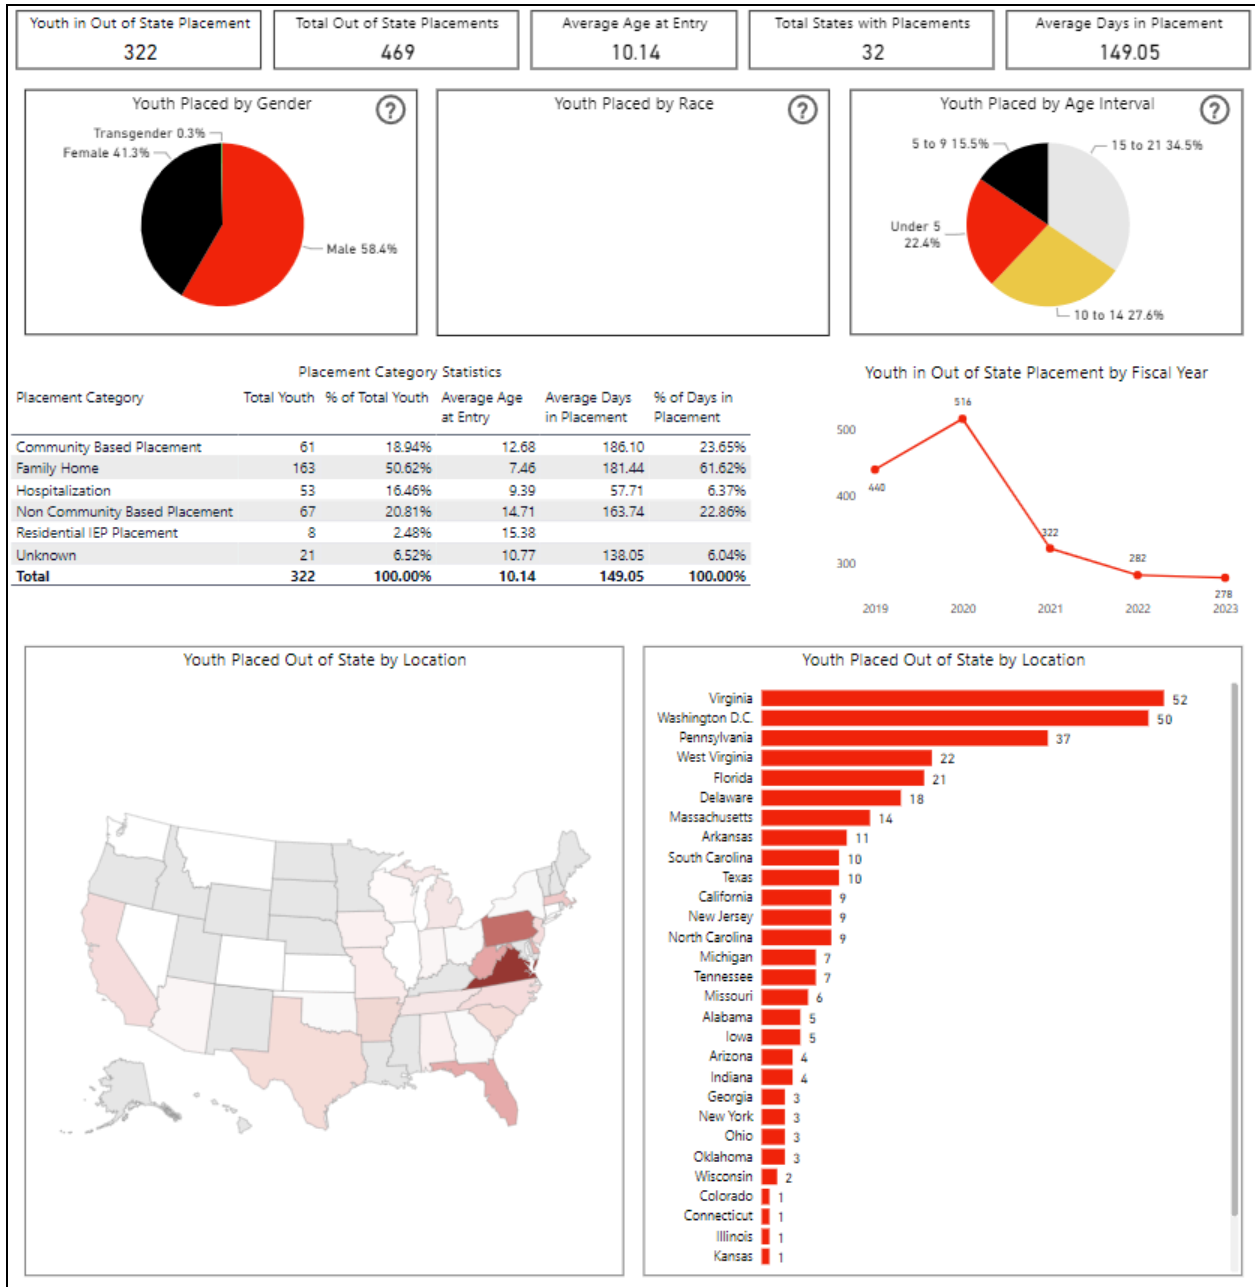 Youth in Out of State Placement
322
Total Out of State Placements
469
Average Age at Entry
10.14
Total States with Placements
32
Average Days in Placement
149.05
Youth Placed by Gender
?
Transgender 0.3%
Female 41.3%
Male 58.4%
Youth Placed by Race
?
Youth Placed by Age Interval
?
5 to 9 15.5%
15 to 21 34.5%
Under 5
22.4%
10 to 14 27.6%
Placement Category Statistics
Placement Category Total Youth % of Total Youth Average Age at Entry Average Days in Placement % of Days in Placement
Community Based Placement 61 18.94% 12.68 186.10 23.65%
Family Home 163 50.62% 7.46 181.44 61.62%
Hospitalization 53 16.46% 9.39 57.71 6.37%
Non Community Based Placement 67 20.81% 14.71 163.74 22.86%
Residential IEP Placement 8 2.48% 15.38
Unknown 21 6.52% 10.77 138.05 6.04%
Total 322 100.00% 10.14 149.05 100.00%
Youth in Out of State Placement by Fiscal Year
516
500
440
400
322
300
282
278
2019 2020 2021 2022 2023
Youth Placed Out of State by Location
Youth Placed Out of State by Location
Virginia 52
Washington D.C. 50
Pennsylvania 37
West Virginia 22
Florida 21
Delaware 18
Massachusetts 14
Arkansas 11
South Carolina 10
Texas 10
California 9
New Jersey 9
North Carolina 9
Michigan 7
Tennessee 7
Missouri 6
Alabama 5
Iowa 5
Arizona 4
Indiana 4
Georgia 3
New York 3
Ohio 3
Oklahoma 3
Wisconsin 2
Colorado 1
Connecticut 1
Illinois 1
Kansas 1